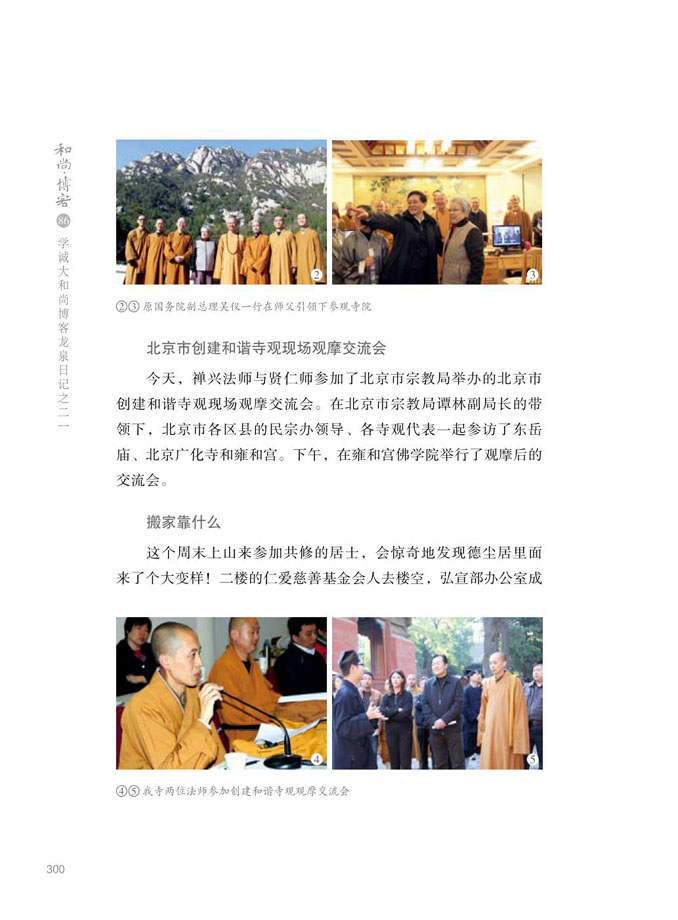 和尚·博客
86
学诚大和尚博客龙泉日记之二一
②
③
②③原国务院副总理吴仪一行在师父引领下参观寺院
北京市创建和谐寺观现场观摩交流会
今天，禅兴法师与贤仁师参加了北京市宗教局举办的北京市
创建和谐寺观现场观摩交流会。在北京市宗教局谭林副局长的带
领下，北京市各区县的民宗办领导、各寺观代表一起参访了东岳
庙、北京广化寺和雍和宫。下午，在雍和宫佛学院举行了观摩后的
交流会。
搬家靠什么
这个周末上山来参加共修的居士，会惊奇地发现德尘居里面
来了个大变样！二楼的仁爱慈善基金会人去楼空，弘宣部办公室成
④
⑤
④⑤我寺两位法师参加创建和谐寺观观摩交流会
300